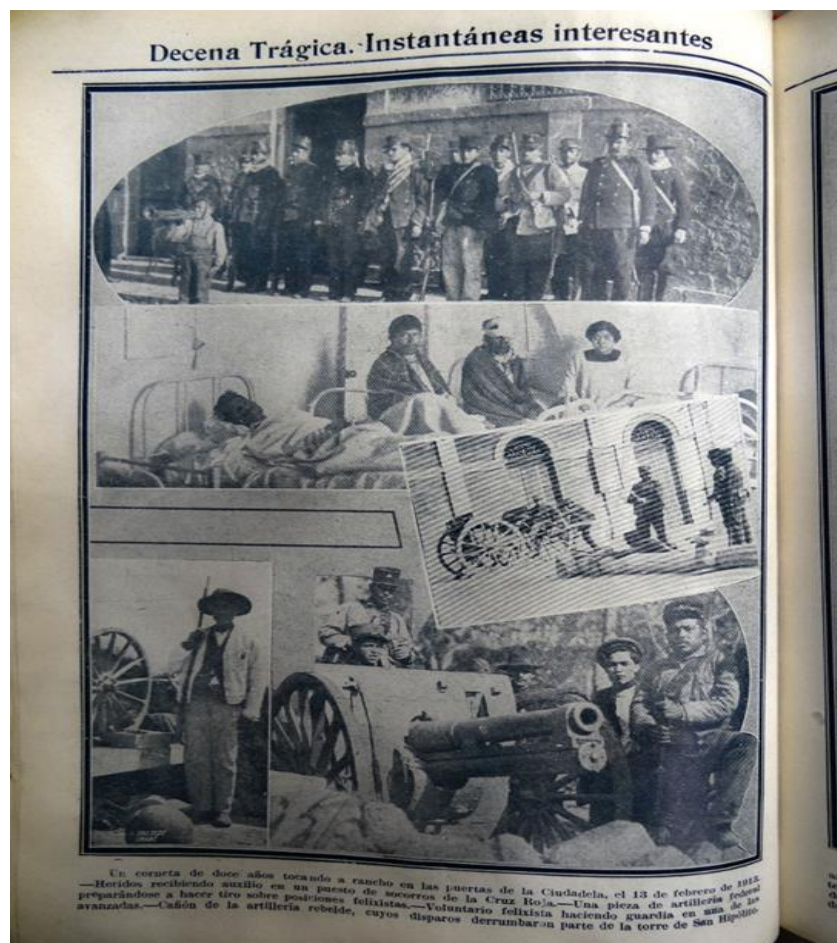 Decena Trágica. Instantáneas interesantes
Un corneta de doce años tocando a rancho en las puertas de la Ciudadela, el 13 de febrero de 1913.
—Heridos recibiendo auxilio en un puesto de socorros de la Cruz Roja.—Una pieza de artillería federal
preparándose a hacer tiro sobre posiciones felixistas.—Voluntario felixista haciendo guardia en una de las
avanzadas.—Cañón de la artillería rebelde, cuyos disparos derrumbaron parte de la torre de San Hipólito.